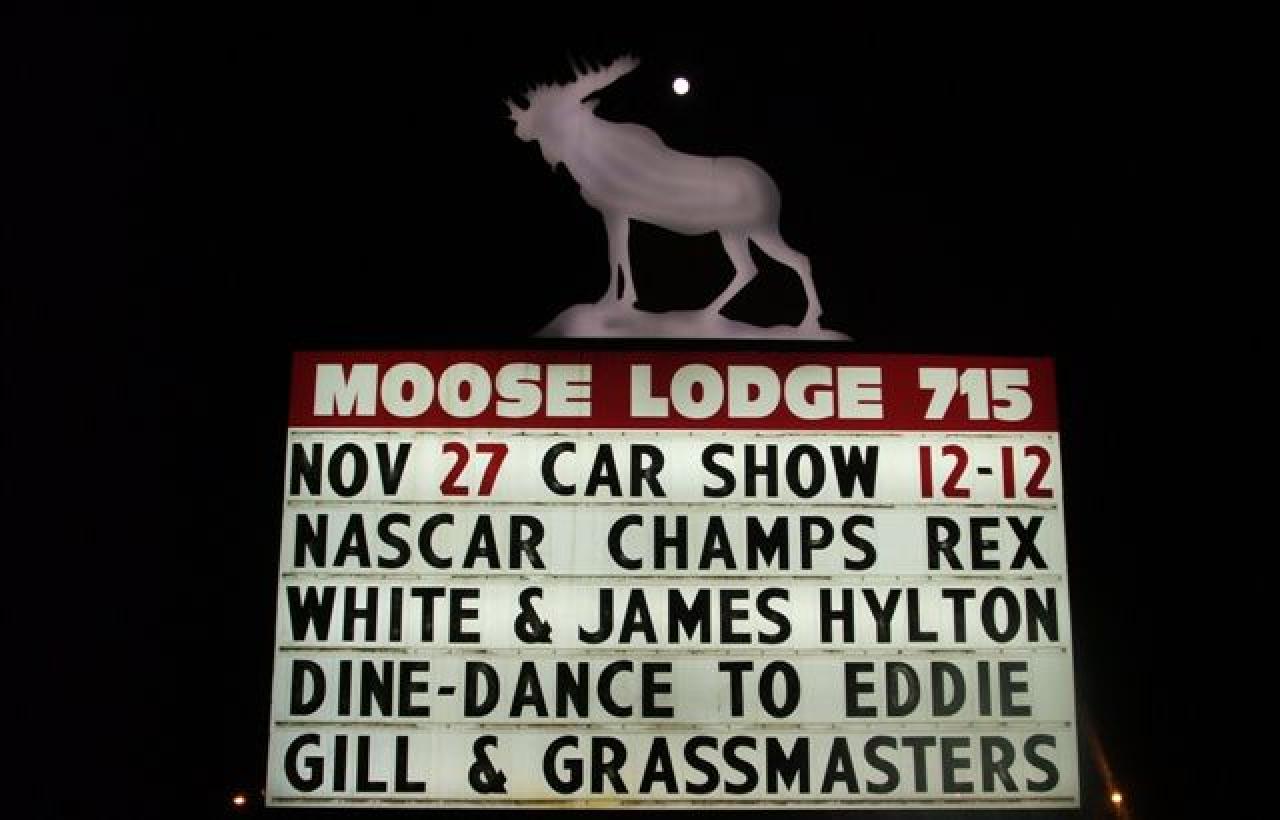 MOOSE LODGE 715
NOV 27 CAR SHOW 12-12
NASCAR CHAMPS REX
WHITE & JAMES HYLTON
DINE-DANCE TO EDDIE
GILL & GRASSMASTERS